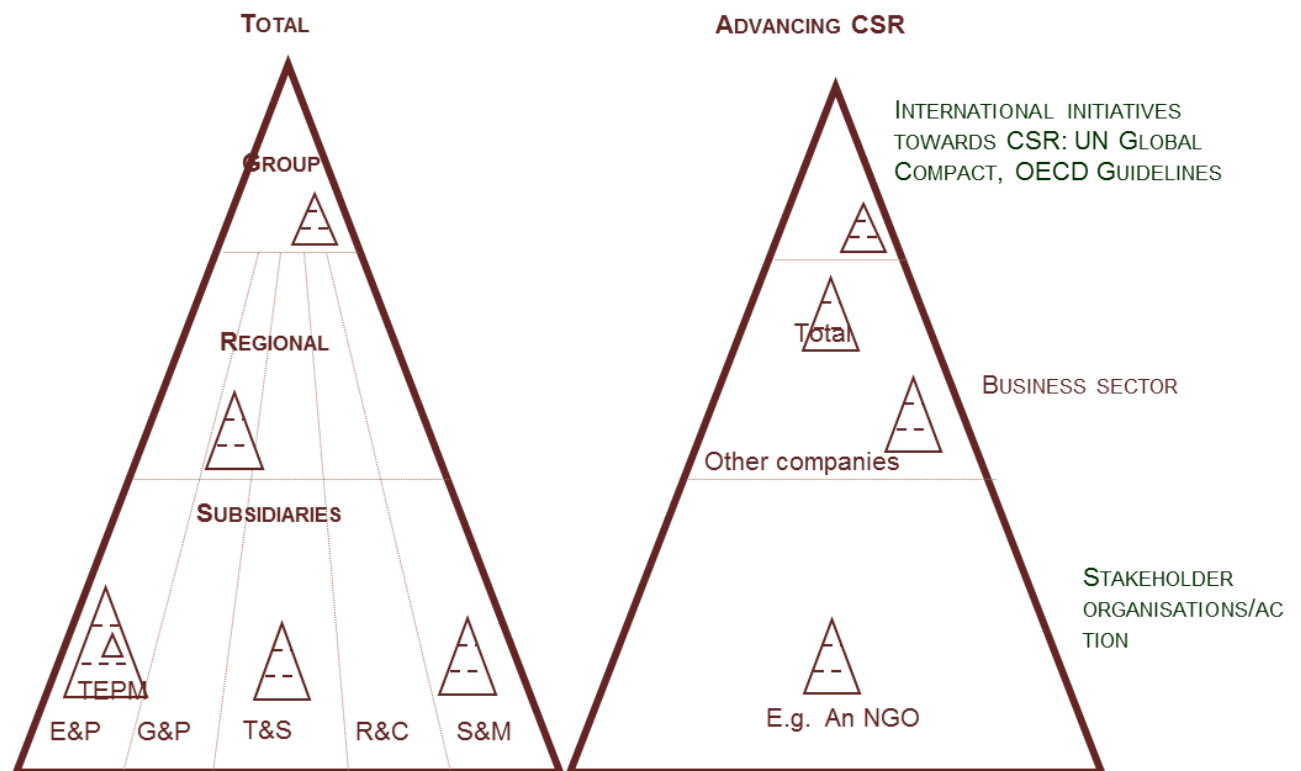 TOTAL
GROUP
REGIONAL
SUBSIDIARIES
TEPM
E&P
G&P
T&S
R&C
S&M
ADVANCING CSR
INTERNATIONAL INITIATIVES
TOWARDS CSR: UN GLOBAL
COMPACT, OECD GUIDELINES
Total
BUSINESS SECTOR
Other companies
STAKEHOLDER
ORGANISATIONS/AC
TION
E.g. An NGO